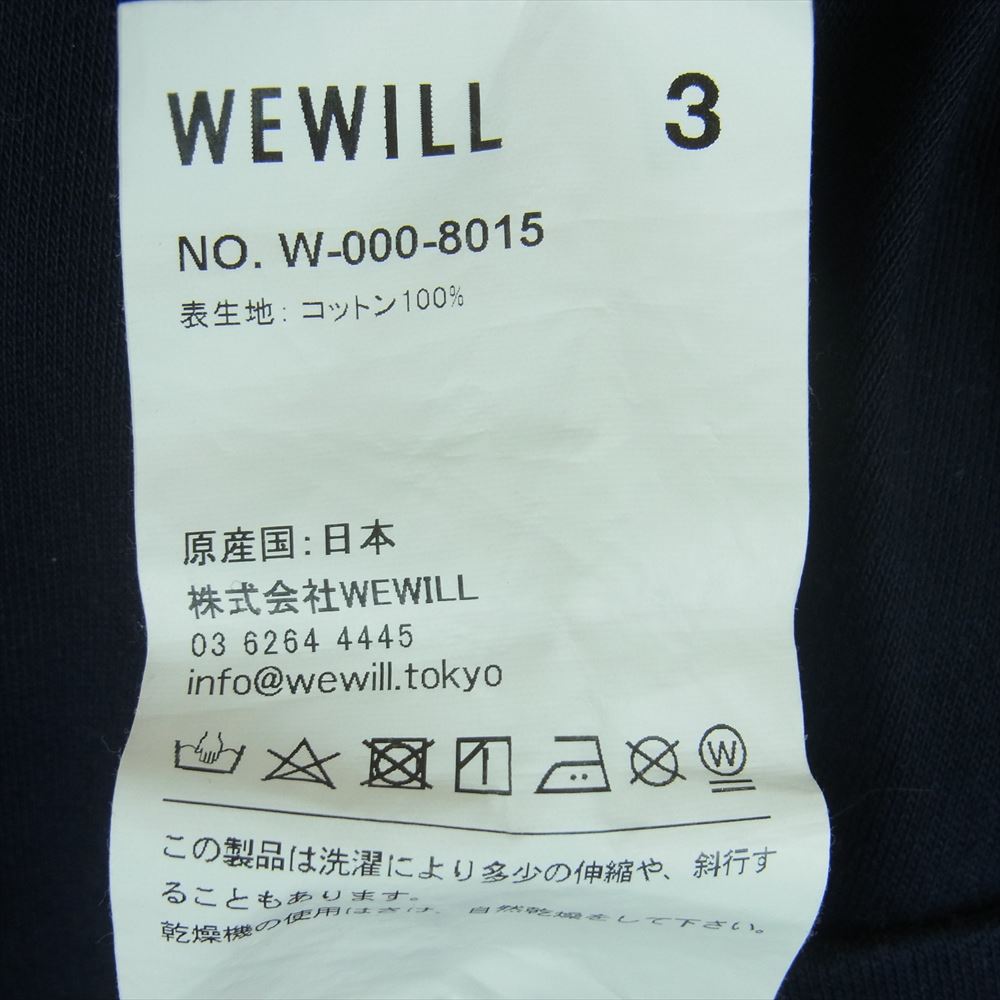 WEWILL 3
NO. W-000-8015
表生地: コットン100%
原産国:日本
株式会社WEWILL
03 6264 4445
info@wewill.tokyo
W
この製品は洗濯により多少の伸縮や、斜行す
ることもあります。
乾燥機の使用はさけ、自然乾燥をして下さい。